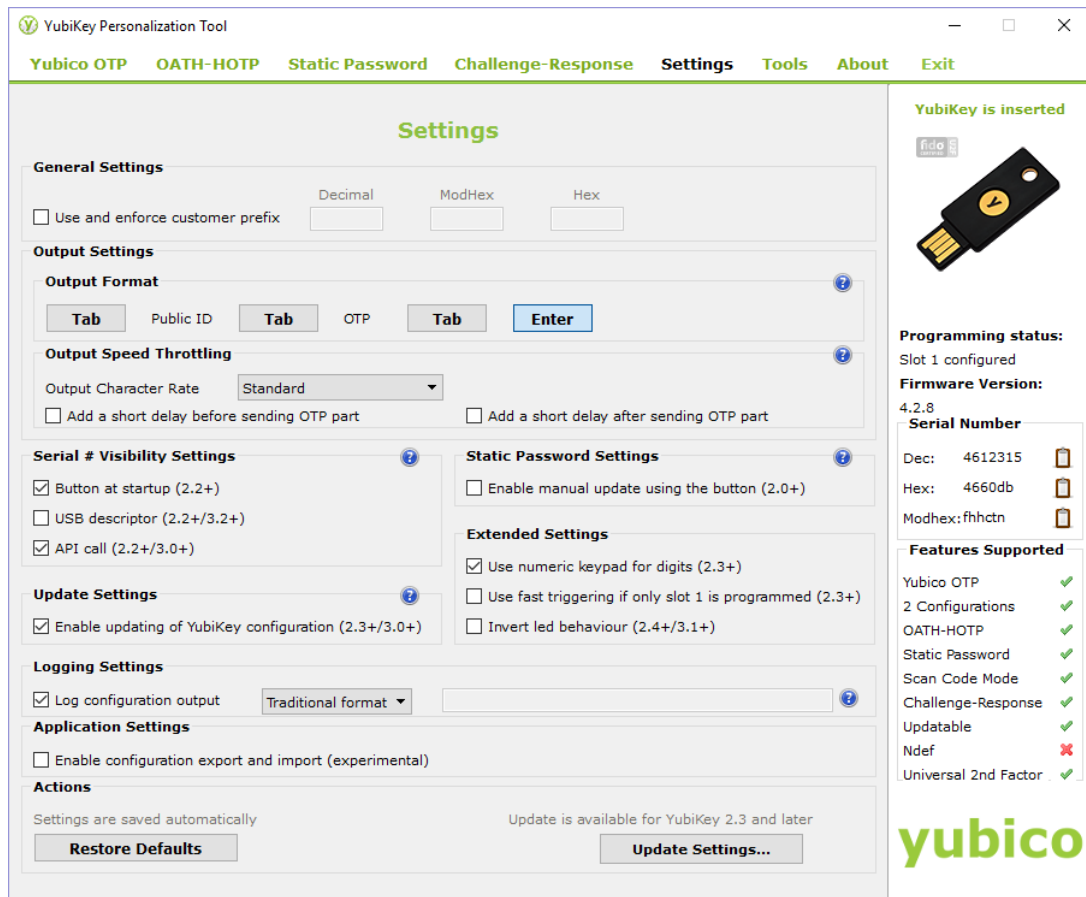 YubiKey Personalization Tool
Yubico OTP OATH-HOTP Static Password Challenge-Response Settings Tools About Exit
Settings
General Settings
Decimal ModHex Hex
Use and enforce customer prefix
Output Settings
Output Format
Tab Public ID Tab OTP Tab Enter
Output Speed Throttling
Output Character Rate Standard
Add a short delay before sending OTP part Add a short delay after sending OTP part
Serial # Visibility Settings
Button at startup (2.2+)
USB descriptor (2.2+/3.2+)
API call (2.2+/3.0+)
Static Password Settings
Enable manual update using the button (2.0+)
Update Settings
Enable updating of YubiKey configuration (2.3+/3.0+)
Extended Settings
Use numeric keypad for digits (2.3+)
Use fast triggering if only slot 1 is programmed (2.3+)
Invert led behaviour (2.4+/3.1+)
Logging Settings
Log configuration output Traditional format
Application Settings
Enable configuration export and import (experimental)
Actions
Settings are saved automatically Update is available for YubiKey 2.3 and later
Restore Defaults Update Settings...
YubiKey is inserted
fido
Programming status:
Slot 1 configured
Firmware Version:
4.2.8
Serial Number
Dec: 4612315
Hex: 4660db
Modhex: fhhctn
Features Supported
Yubico OTP
2 Configurations
OATH-HOTP
Static Password
Scan Code Mode
Challenge-Response
Updatable
Ndef
Universal 2nd Factor
yubico